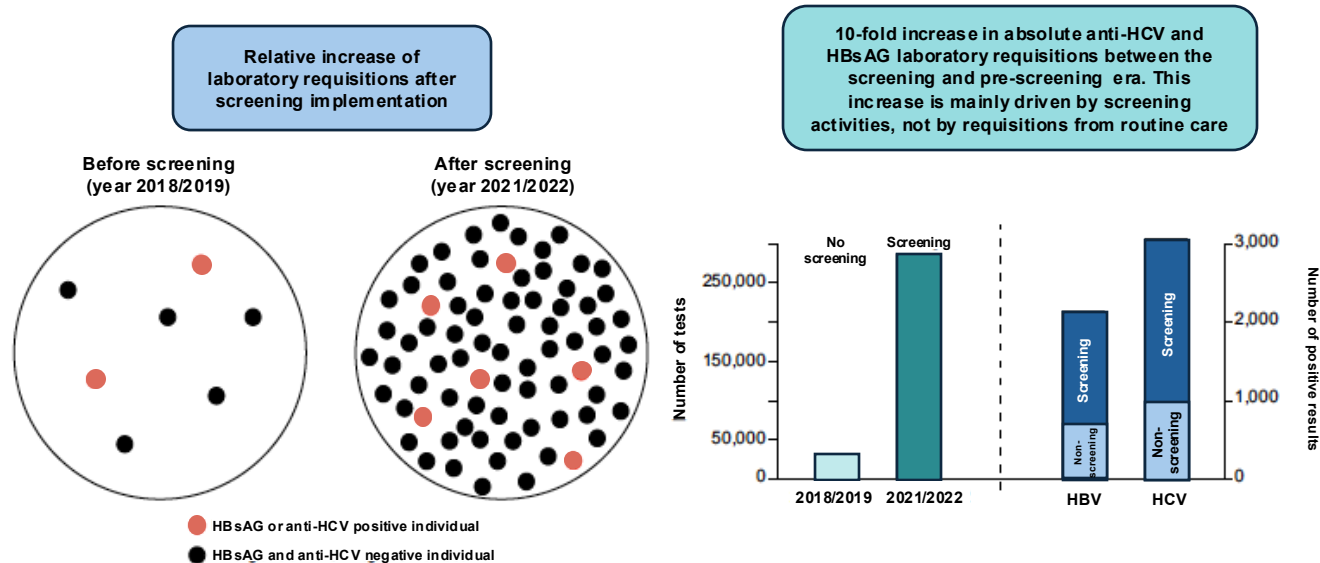 Relative increase of
laboratory requisitions after
screening implementation
Before screening
(year 2018/2019)
After screening
(year 2021/2022)
HBsAG or anti-HCV positive individual
HBsAG and anti-HCV negative individual
10-fold increase in absolute anti-HCV and
HBsAG laboratory requisitions between the
screening and pre-screening era. This
increase is mainly driven by screening
activities, not by requisitions from routine care
Number of tests
250,000
150,000
50,000
0
No
screening
Screening
2018/2019
2021/2022
Screening
Non-
screening
Screening
Non-
screening
HBV
HCV
3,000
2,000
1,000
0
Number of positive results